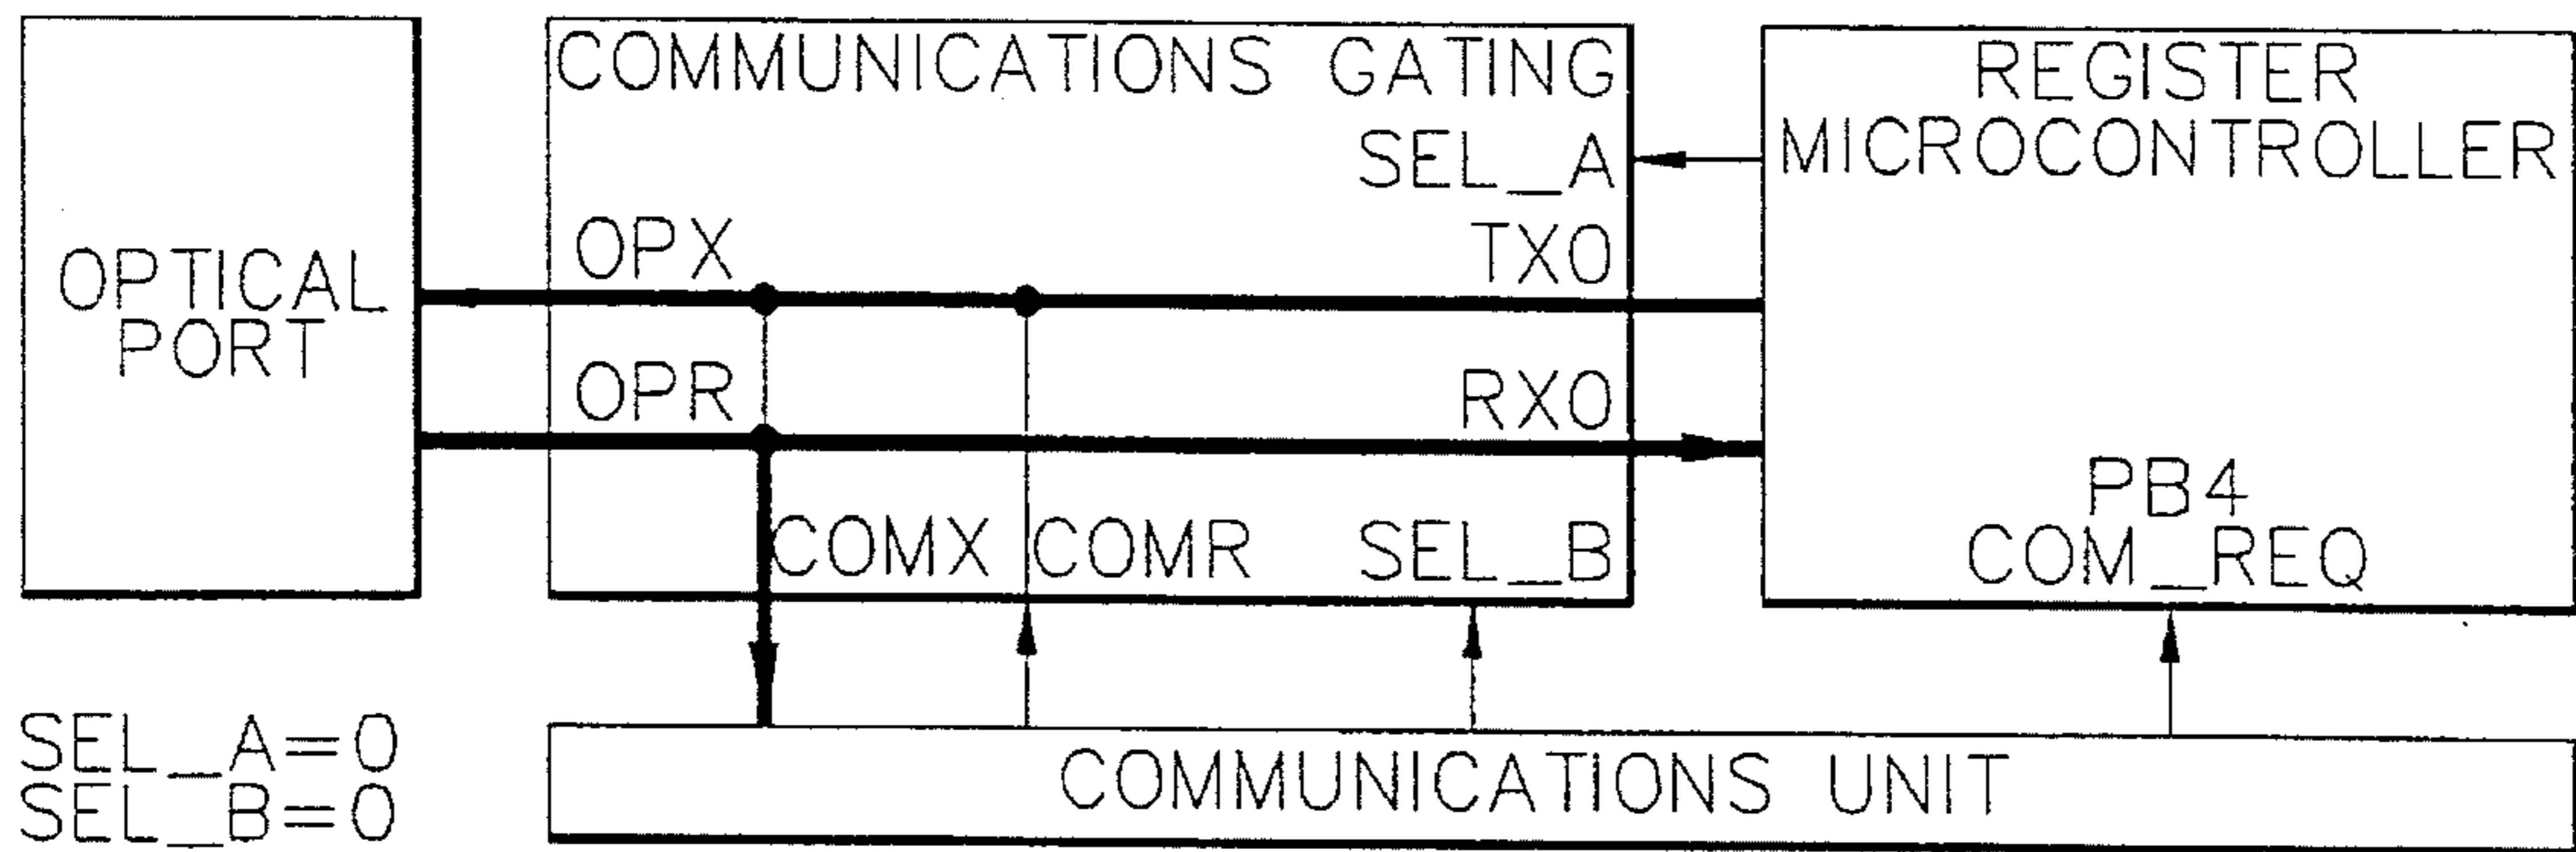 COMMUNICATIONS GATING
REGISTER
MICROCONTROLLER
SEL_A
OPTICAL
PORT
OPX
TX0
OPR
RX0
COMX
COMR
SEL_B
PB4
COM_REQ
SEL_A=0
SEL_B=0
COMMUNICATIONS UNIT